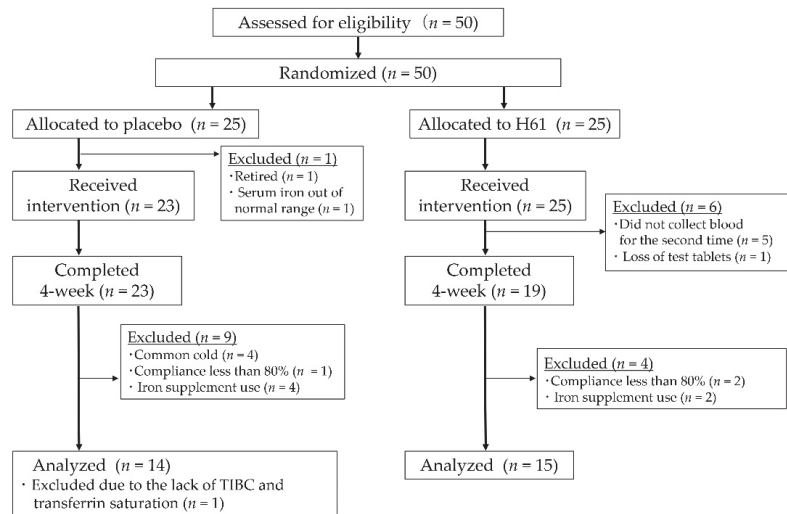 Assessed for eligibility (n = 50)
Randomized (n = 50)
Allocated to placebo (n = 25)
Excluded (n = 1)
・Retired (n = 1)
・ Serum iron out of
normal range (n = 1)
Received
intervention (n = 23)
Completed
4-week (n = 23)
Excluded (n = 9)
・Common cold (n = 4)
・Compliance less than 80% (n = 1)
・ Iron supplement use (n = 4)
Analyzed (n = 14)
・ Excluded due to the lack of TIBC and
transferrin saturation (n = 1)
Allocated to H61 (n = 25)
Received
intervention (n = 25)
Excluded (n = 6)
・Did not collect blood
for the second time (n = 5)
・ Loss of test tablets (n = 1)
Completed
4-week (n = 19)
Excluded (n = 4)
・Compliance less than 80% (n = 2)
・ Iron supplement use (n = 2)
Analyzed (n = 15)